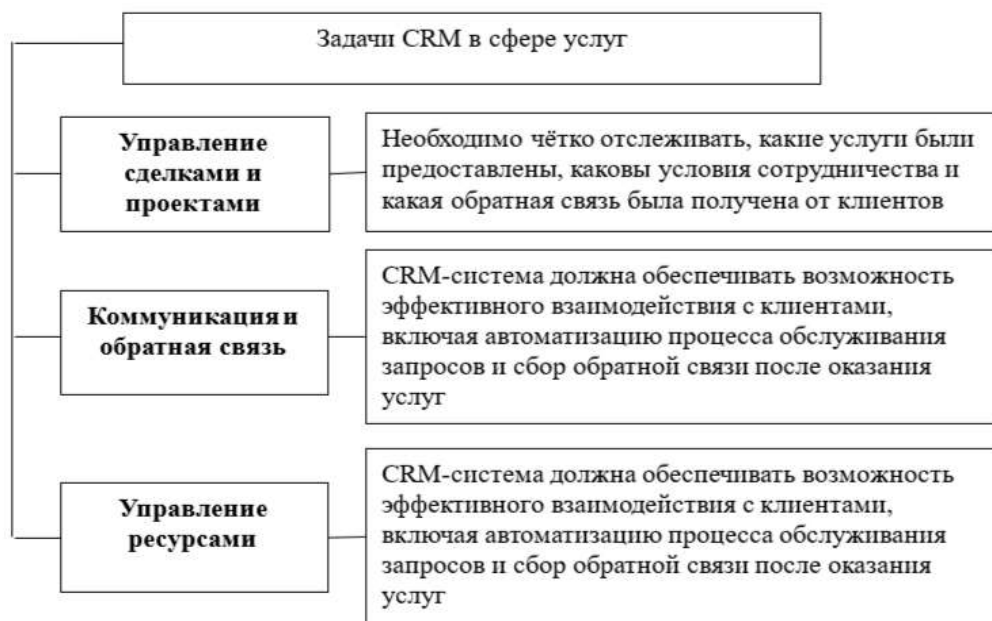 Задачи CRM в сфере услуг
Управление
сделками и
проектами
Необходимо чётко отслеживать, какие услуги были
предоставлены, каковы условия сотрудничества и
какая обратная связь была получена от клиентов
Коммуникация и
обратная связь
CRM-система должна обеспечивать возможность
эффективного взаимодействия с клиентами,
включая автоматизацию процесса обслуживания
запросов и сбор обратной связи после оказания
услуг
Управление
ресурсами
CRM-система должна обеспечивать возможность
эффективного взаимодействия с клиентами,
включая автоматизацию процесса обслуживания
запросов и сбор обратной связи после оказания
услуг